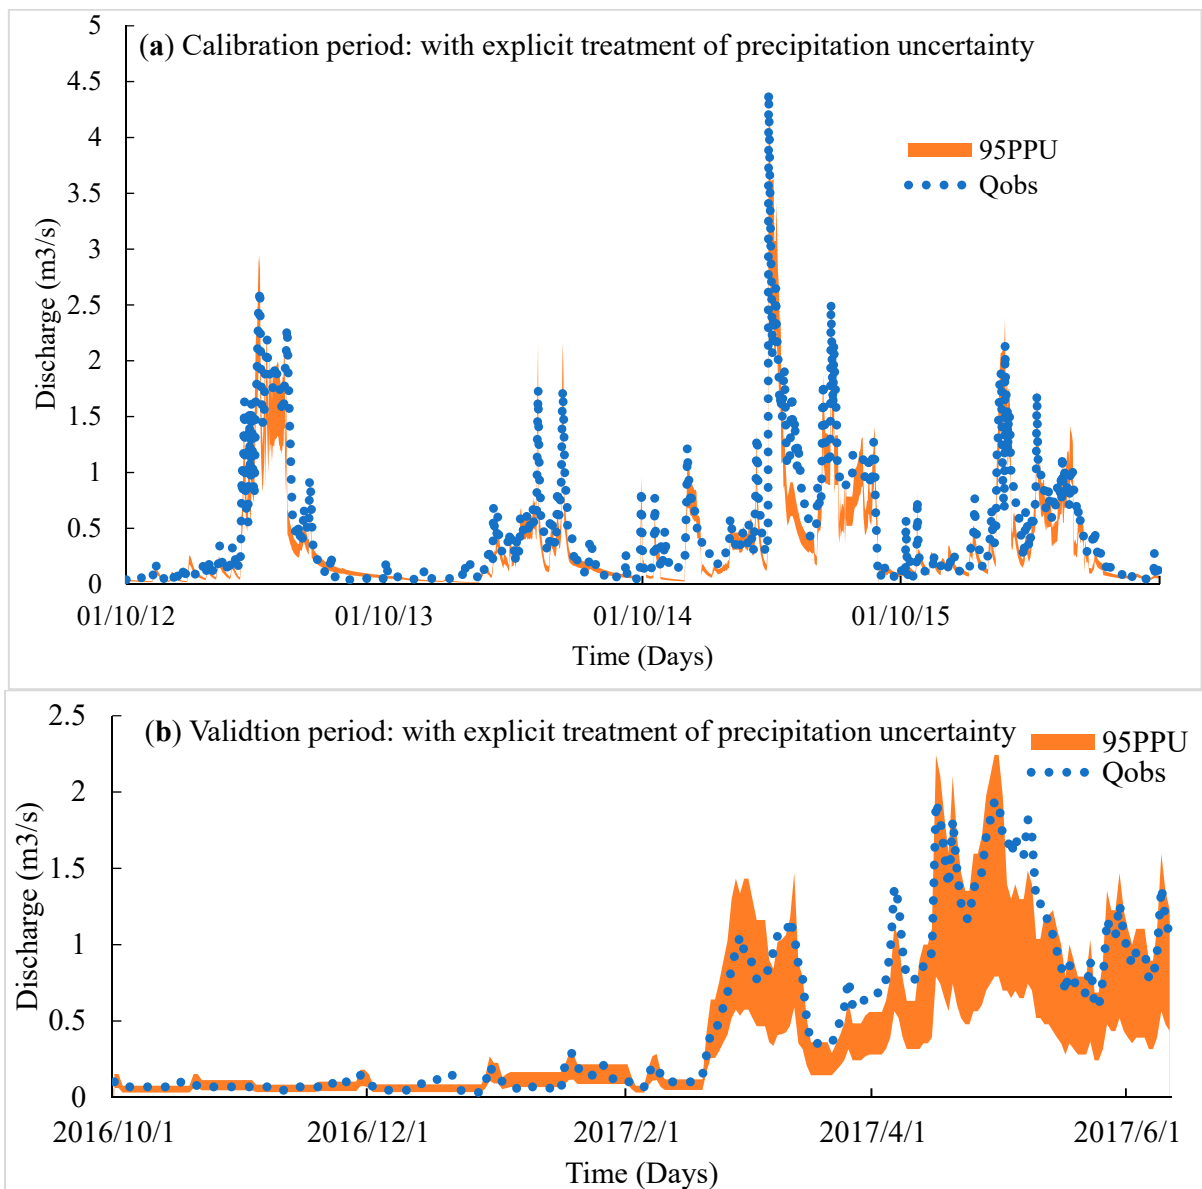 (a) Calibration period: with explicit treatment of precipitation uncertainty
5
4.5
4
3.5
3
2.5
2
1.5
1
0.5
0
Discharge (m3/s)
95PPU
Qobs
01/10/12 01/10/13 01/10/14 01/10/15
Time (Days)
(b) Validtion period: with explicit treatment of precipitation uncertainty
2.5
2
1.5
1
0.5
0
Discharge (m3/s)
95PPU
Qobs
2016/10/1 2016/12/1 2017/2/1 2017/4/1 2017/6/1
Time (Days)